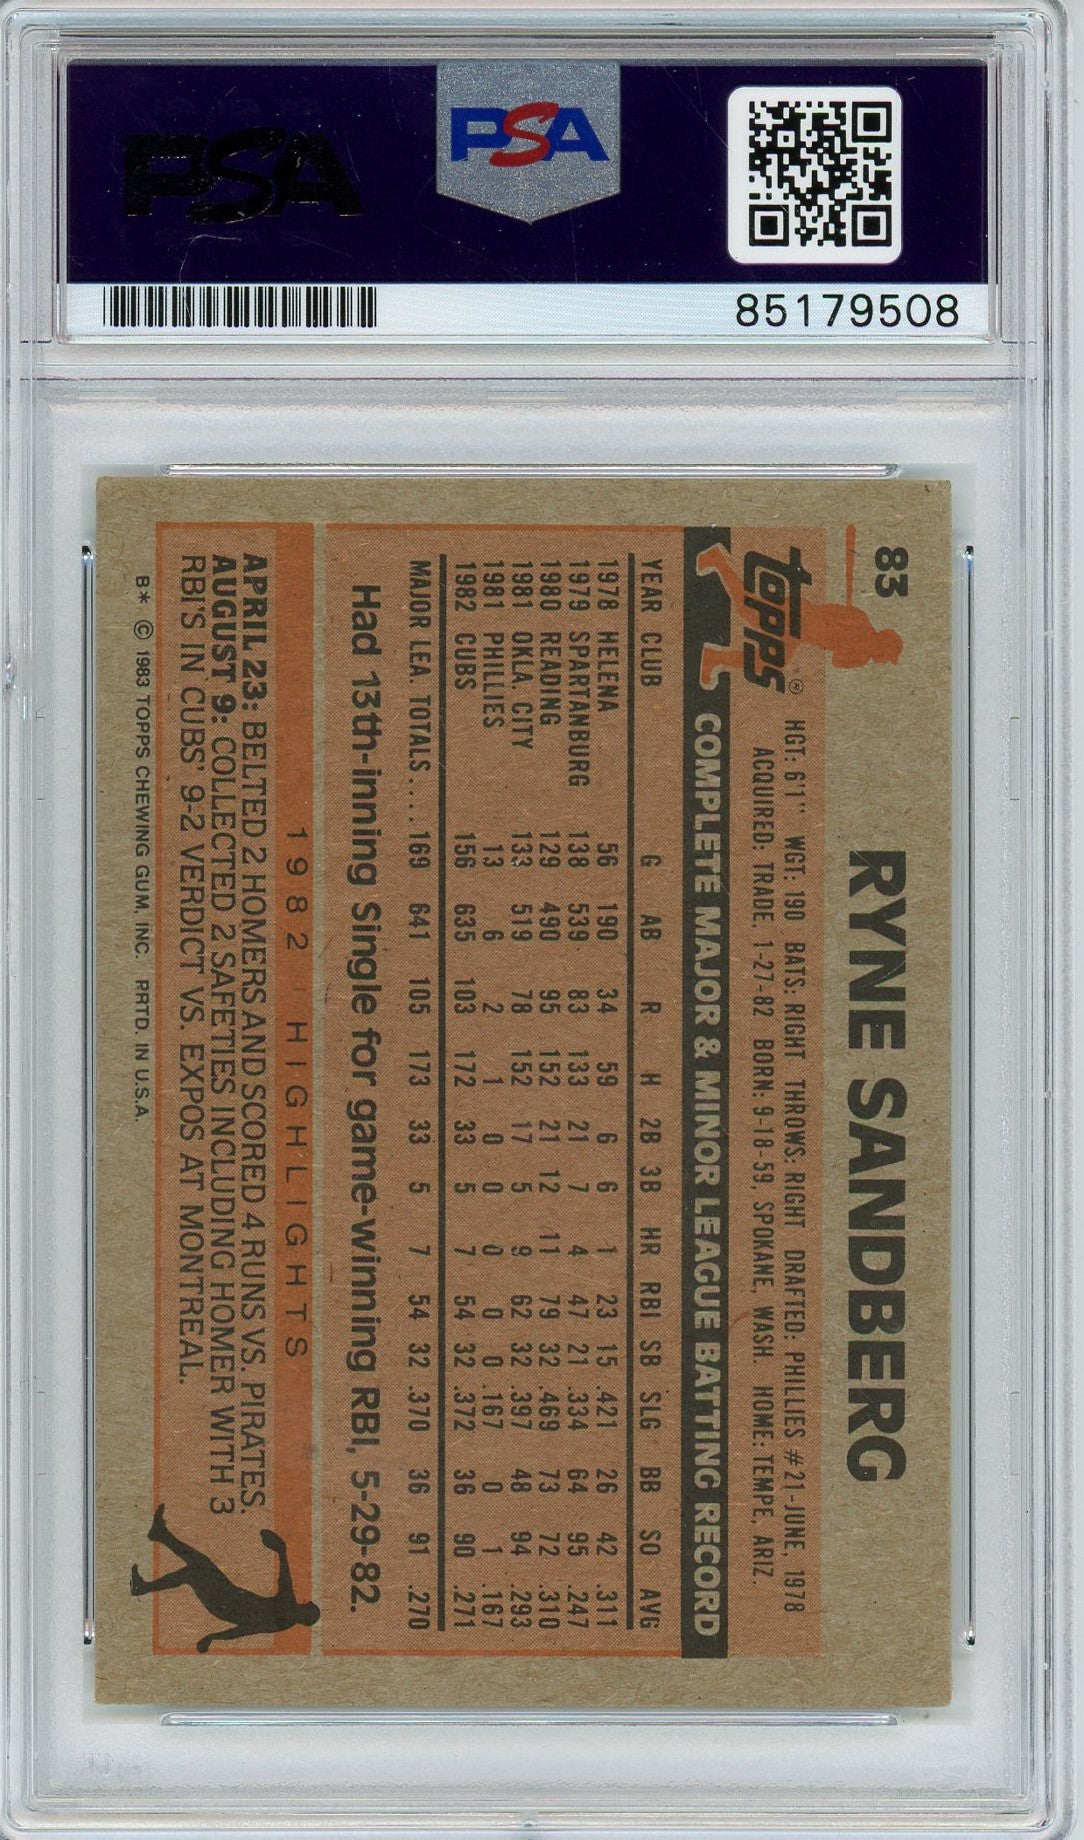 PSA
PSA
85179508
83
RYNE SANDBERG
topps®
HGT: 6'1" WGT: 190 BATS: RIGHT THROWS: RIGHT DRAFTED: PHILLIES #21-JUNE, 1978
ACQUIRED: TRADE, 1-27-82 BORN: 9-18-59, SPOKANE, WASH. HOME: TEMPE, ARIZ.
COMPLETE MAJOR & MINOR LEAGUE BATTING RECORD
YEAR CLUB G AB R H 2B 3B HR RBI SB SLG BB SO AVG
1978 HELENA 56 190 34 59 6 6 1 23 15 .421 26 42 .311
1979 SPARTANBURG 138 539 83 133 21 7 4 47 21 .334 64 95 .247
1980 READING 129 490 95 152 21 12 11 79 32 .469 73 72 .310
1981 OKLA. CITY 133 519 78 152 17 5 9 62 32 .397 48 94 .293
1981 PHILLIES 13 6 2 1 0 0 0 0 0 .167 0 1 .167
1982 CUBS 156 635 103 172 33 5 7 54 32 .372 36 90 .271
MAJOR LEA. TOTALS .... 169 641 105 173 33 5 7 54 32 .370 36 91 .270
Had 13th-inning Single for game-winning RBI, 5-29-82.
1982 HIGHLIGHTS
APRIL 23: BELTED 2 HOMERS AND SCORED 4 RUNS VS. PIRATES.
AUGUST 9: COLLECTED 2 SAFETIES INCLUDING HOMER WITH 3
RBI'S IN CUBS' 9-2 VERDICT VS. EXPOS AT MONTREAL.
B* © 1983 TOPPS CHEWING GUM, INC. PRTD. IN U.S.A.